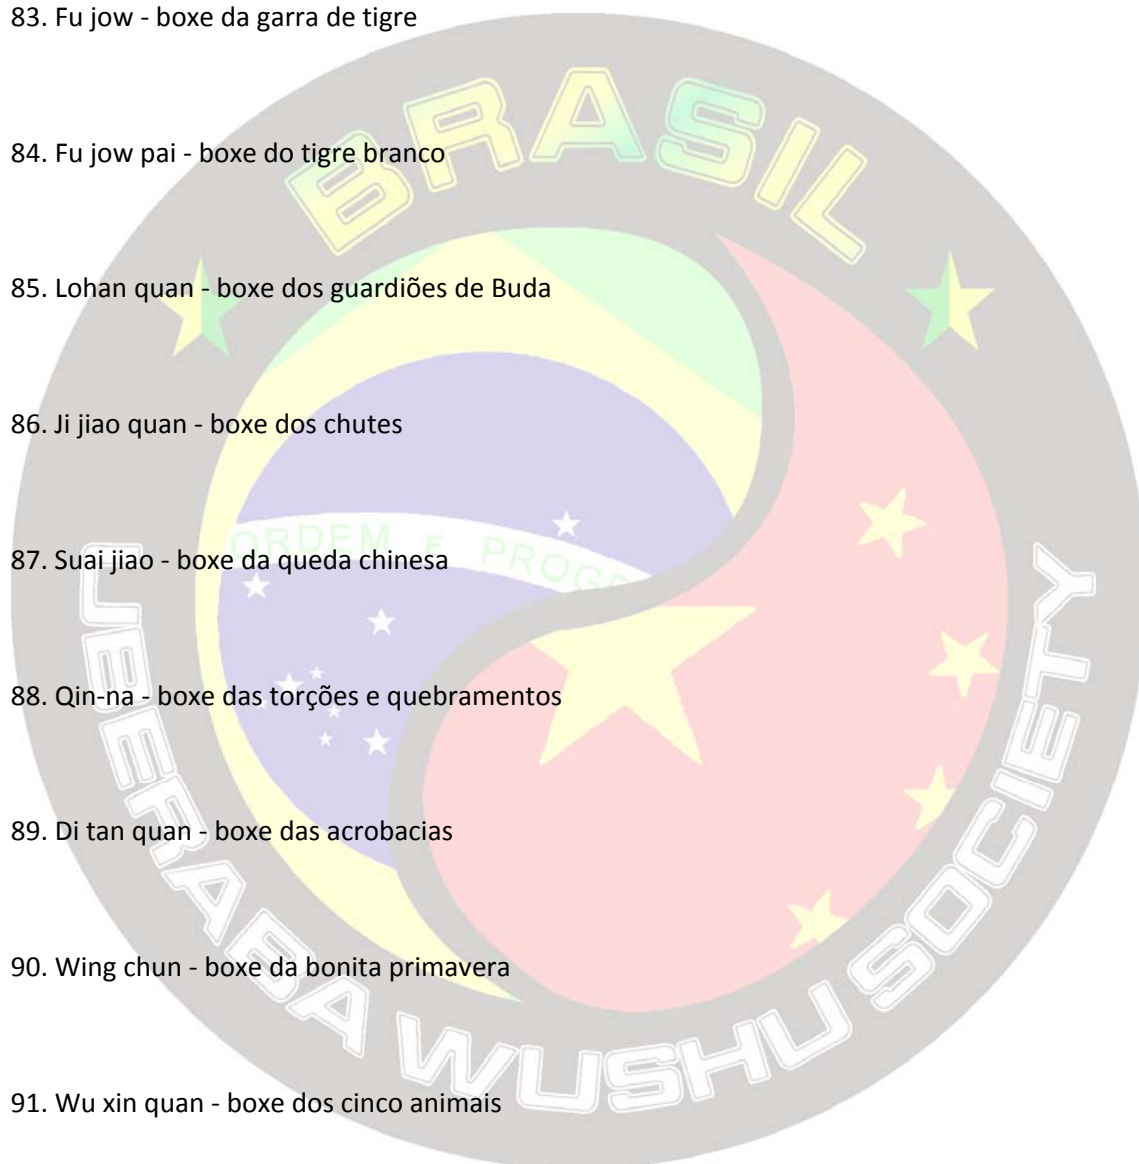 83. Fu jow - boxe da garra de tigre
BRASIL
84. Fu jow pai - boxe do tigre branco
85. Lohan quan - boxe dos guardiões de Buda
86. Ji jiao quan - boxe dos chutes
ORDEM E PROGRE
87. Suai jiao - boxe da queda chinesa
88. Qin-na - boxe das torções e quebramentos
89. Di tan quan - boxe das acrobacias
90. Wing chun - boxe da bonita primavera
UBERABA WUSHU SOCIETY
91. Wu xin quan - boxe dos cinco animais